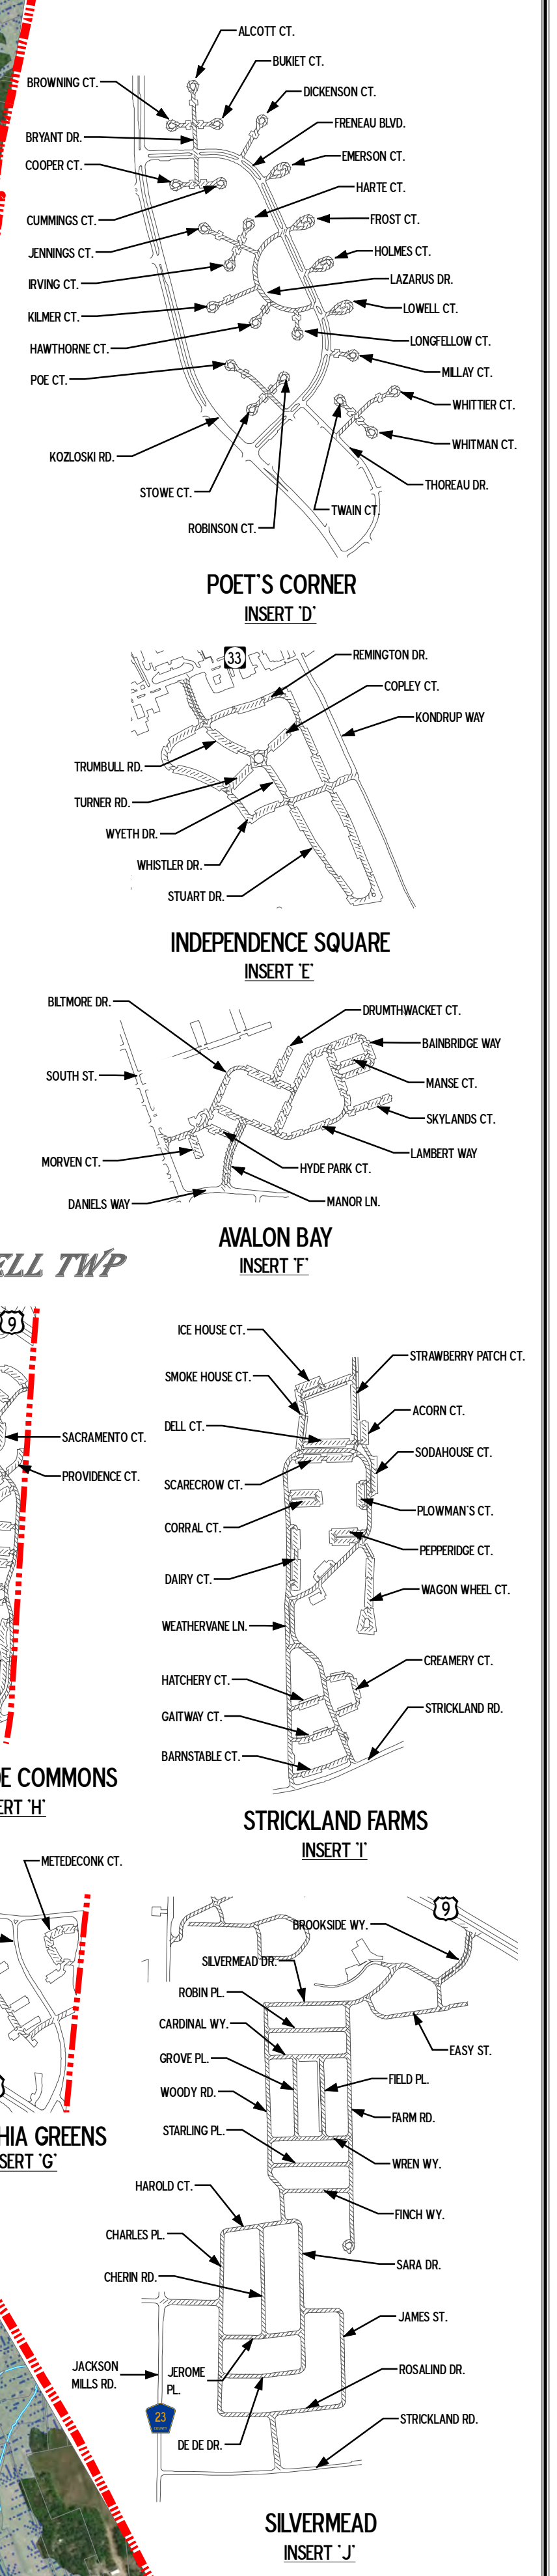 ALCOTT CT.
BUKIET CT.
BROWNING CT.
DICKENSON CT.
FRENEAU BLVD.
BRYANT DR.
EMERSON CT.
COOPER CT.
HARTE CT.
CUMMINGS CT.
FROST CT.
JENNINGS CT.
HOLMES CT.
IRVING CT.
LAZARUS DR.
KILMER CT.
LOWELL CT.
HAWTHORNE CT.
LONGFELLOW CT.
POE CT.
MILLAY CT.
WHITTIER CT.
WHITMAN CT.
KOZLOSKI RD.
THOREAU DR.
STOWE CT.
TWAIN CT.
ROBINSON CT.
POET'S CORNER
INSERT 'D'
33
REMINGTON DR.
COPLEY CT.
KONDRUP WAY
TRUMBULL RD.
TURNER RD.
WYETH DR.
WHISTLER DR.
STUART DR.
INDEPENDENCE SQUARE
INSERT 'E'
BILTMORE DR.
DRUMTHWACKET CT.
BAINBRIDGE WAY
SOUTH ST.
MANSE CT.
SKYLANDS CT.
LAMBERT WAY
MORVEN CT.
HYDE PARK CT.
DANIELS WAY
MANOR LN.
AVALON BAY
INSERT 'F'
ELL TWP
9
ICE HOUSE CT.
STRAWBERRY PATCH CT.
SMOKE HOUSE CT.
ACORN CT.
DELL CT.
SACRAMENTO CT.
SODAHOUSE CT.
PROVIDENCE CT.
SCARECROW CT.
PLOWMAN'S CT.
CORRAL CT.
PEPPERIDGE CT.
DAIRY CT.
WAGON WHEEL CT.
WEATHERVANE LN.
CREAMERY CT.
HATCHERY CT.
STRICKLAND RD.
GAITWAY CT.
BARNSTABLE CT.
DE COMMONS
ERT 'H'
STRICKLAND FARMS
INSERT 'I'
METEDECONK CT.
9
BROOKSIDE WY.
SILVERMEAD DR.
ROBIN PL.
CARDINAL WY.
EASY ST.
GROVE PL.
FIELD PL.
WOODY RD.
FARM RD.
STARLING PL.
HIA GREENS
SERT 'G'
WREN WY.
HAROLD CT.
FINCH WY.
CHARLES PL.
SARA DR.
CHERIN RD.
JAMES ST.
JACKSON
MILLS RD.
JEROME
PL.
ROSALIND DR.
23
STRICKLAND RD.
DE DE DR.
SILVERMEAD
INSERT 'J'